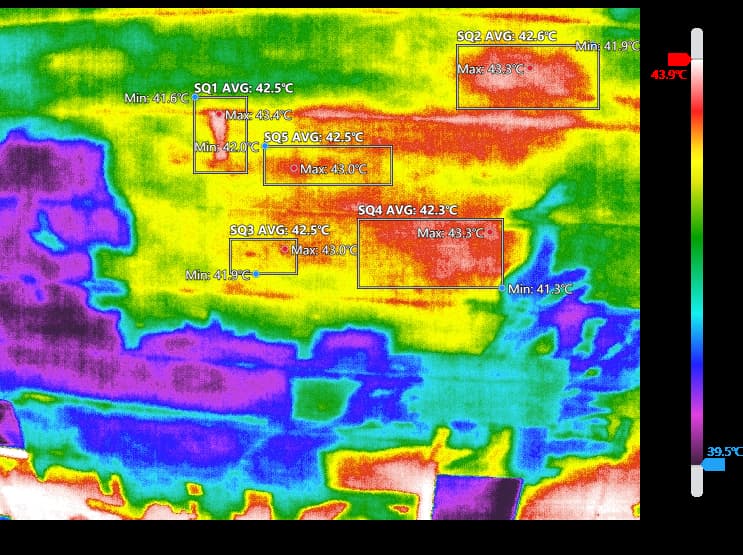 SQ2 AVG: 42.6℃
Min: 41.9℃
Max: 43.3℃
43.9℃
SQ1 AVG: 42.5℃
Min: 41.6℃
Max: 43.4℃
SQ5 AVG: 42.5℃
Min: 42.0℃
Max: 43.0℃
SQ4 AVG: 42.3℃
SQ3 AVG: 42.5℃
Max: 43.3℃
Max: 43.0℃
Min: 41.9℃
Min: 41.3℃
39.5℃